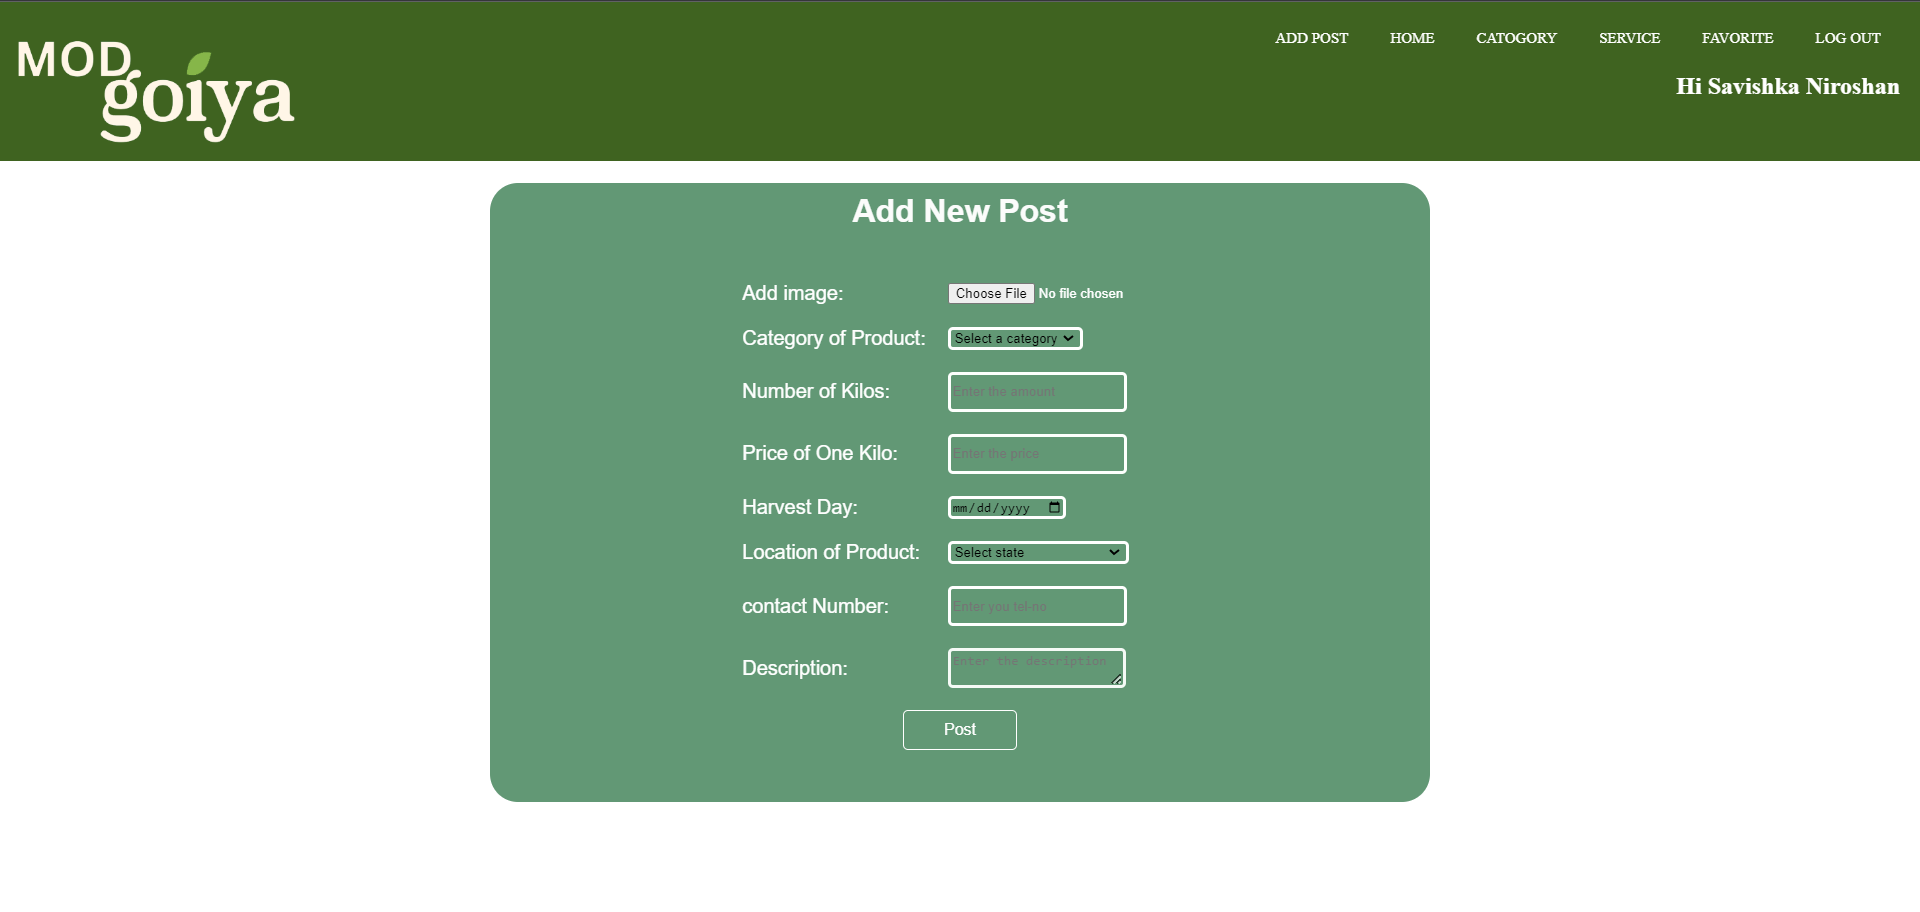 MOD
goiya
ADD POST HOME CATOGORY SERVICE FAVORITE LOG OUT
Hi Savishka Niroshan
Add New Post
Add image: Choose File No file chosen
Category of Product: Select a category
Number of Kilos: Enter the amount
Price of One Kilo: Enter the price
Harvest Day: mm/dd/yyyy
Location of Product: Select state
contact Number: Enter you tel-no
Description: Enter the description
Post